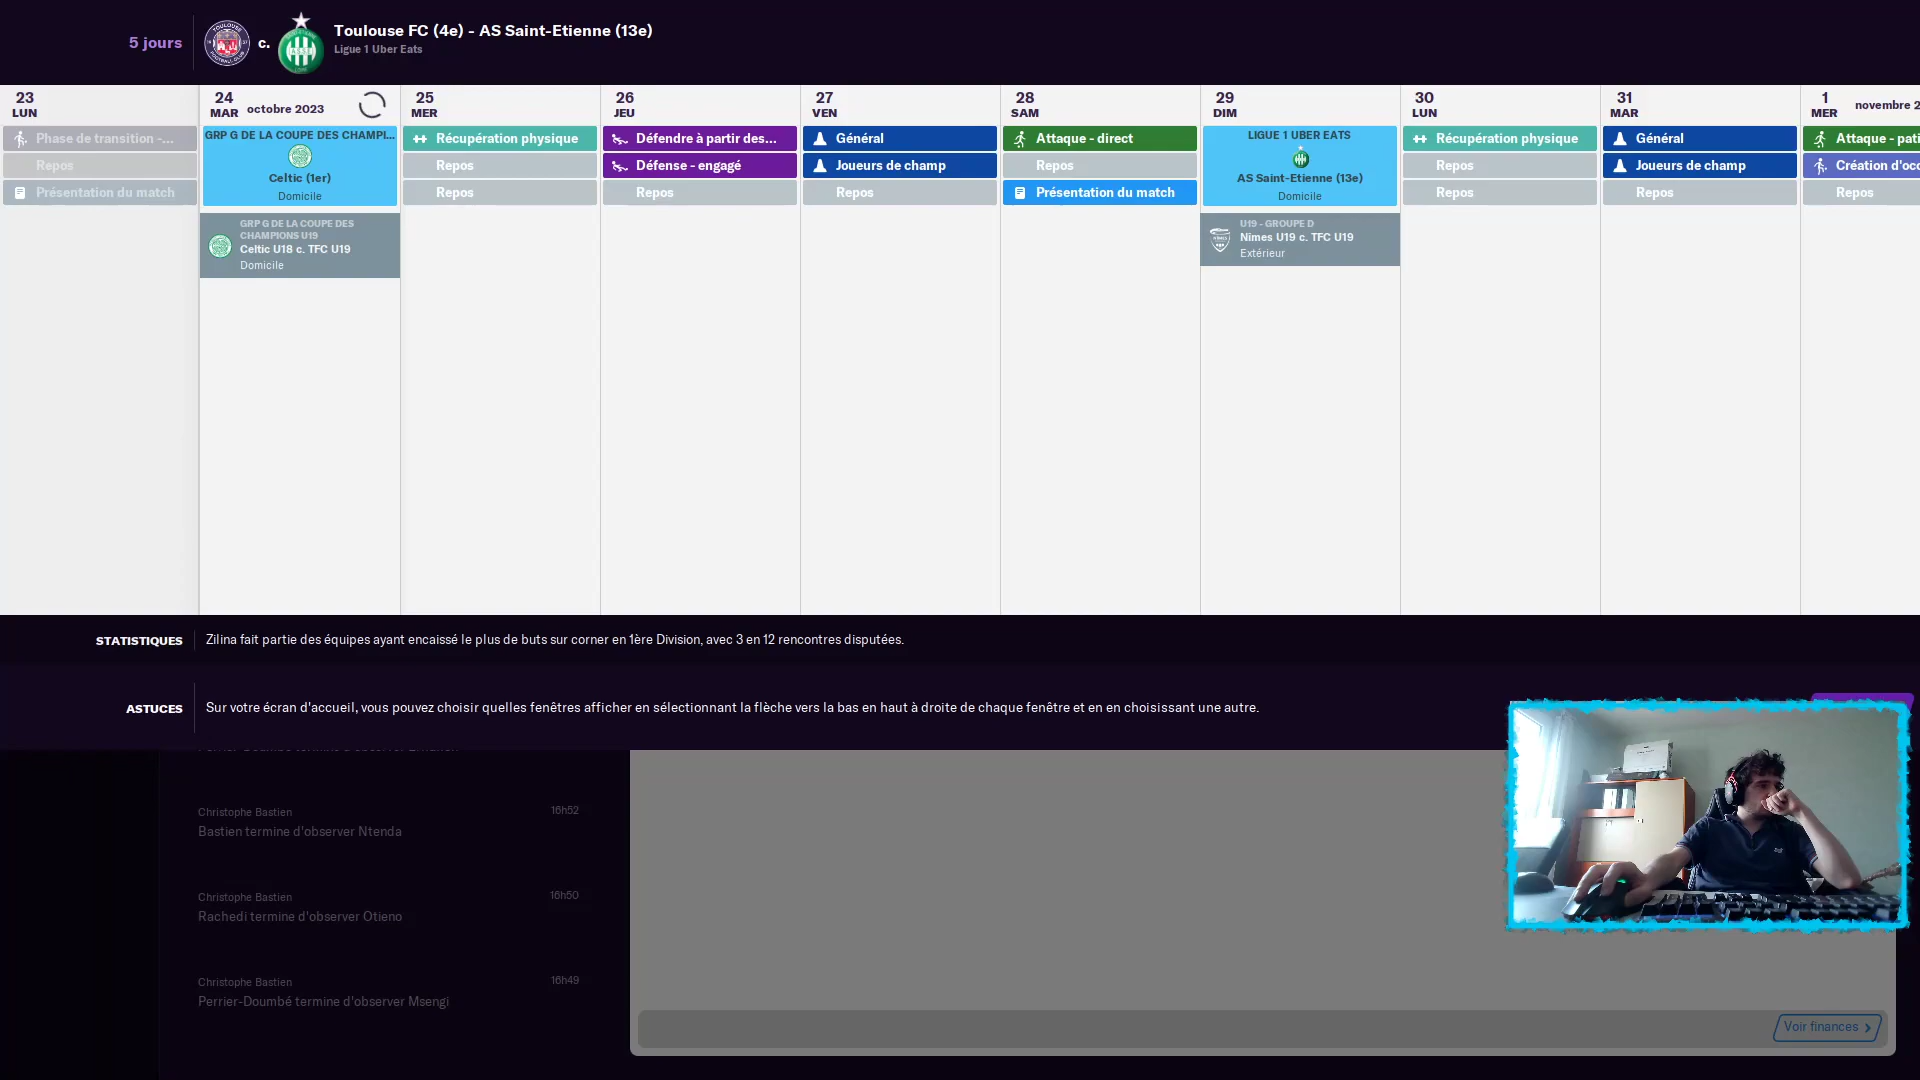 5 jours
c.
Toulouse FC (4e) - AS Saint-Etienne (13e)
Ligue 1 Uber Eats
23
LUN
Phase de transition -...
Repos
Présentation du match
24
MAR octobre 2023
GRP G DE LA COUPE DES CHAMPI...
Celtic (1er)
Domicile
GRP G DE LA COUPE DES
CHAMPIONS U19
Celtic U18 c. TFC U19
Domicile
25
MER
Récupération physique
Repos
Repos
26
JEU
Défendre à partir des...
Défense - engagé
Repos
27
VEN
Général
Joueurs de champ
Repos
28
SAM
Attaque - direct
Repos
Présentation du match
29
DIM
LIGUE 1 UBER EATS
AS Saint-Etienne (13e)
Domicile
U19 - GROUPE D
Nîmes U19 c. TFC U19
Extérieur
30
LUN
Récupération physique
Repos
Repos
31
MAR
Général
Joueurs de champ
Repos
1
MER novembre 2
Attaque - pati
Création d'occ
Repos
STATISTIQUES
Zilina fait partie des équipes ayant encaissé le plus de buts sur corner en 1ère Division, avec 3 en 12 rencontres disputées.
ASTUCES
Sur votre écran d'accueil, vous pouvez choisir quelles fenêtres afficher en sélectionnant la flèche vers la bas en haut à droite de chaque fenêtre et en en choisissant une autre.
Christophe Bastien 16h52
Bastien termine d'observer Ntenda
Christophe Bastien 16h50
Rachedi termine d'observer Otieno
Christophe Bastien 16h49
Perrier-Doumbé termine d'observer Msengi
Voir finances